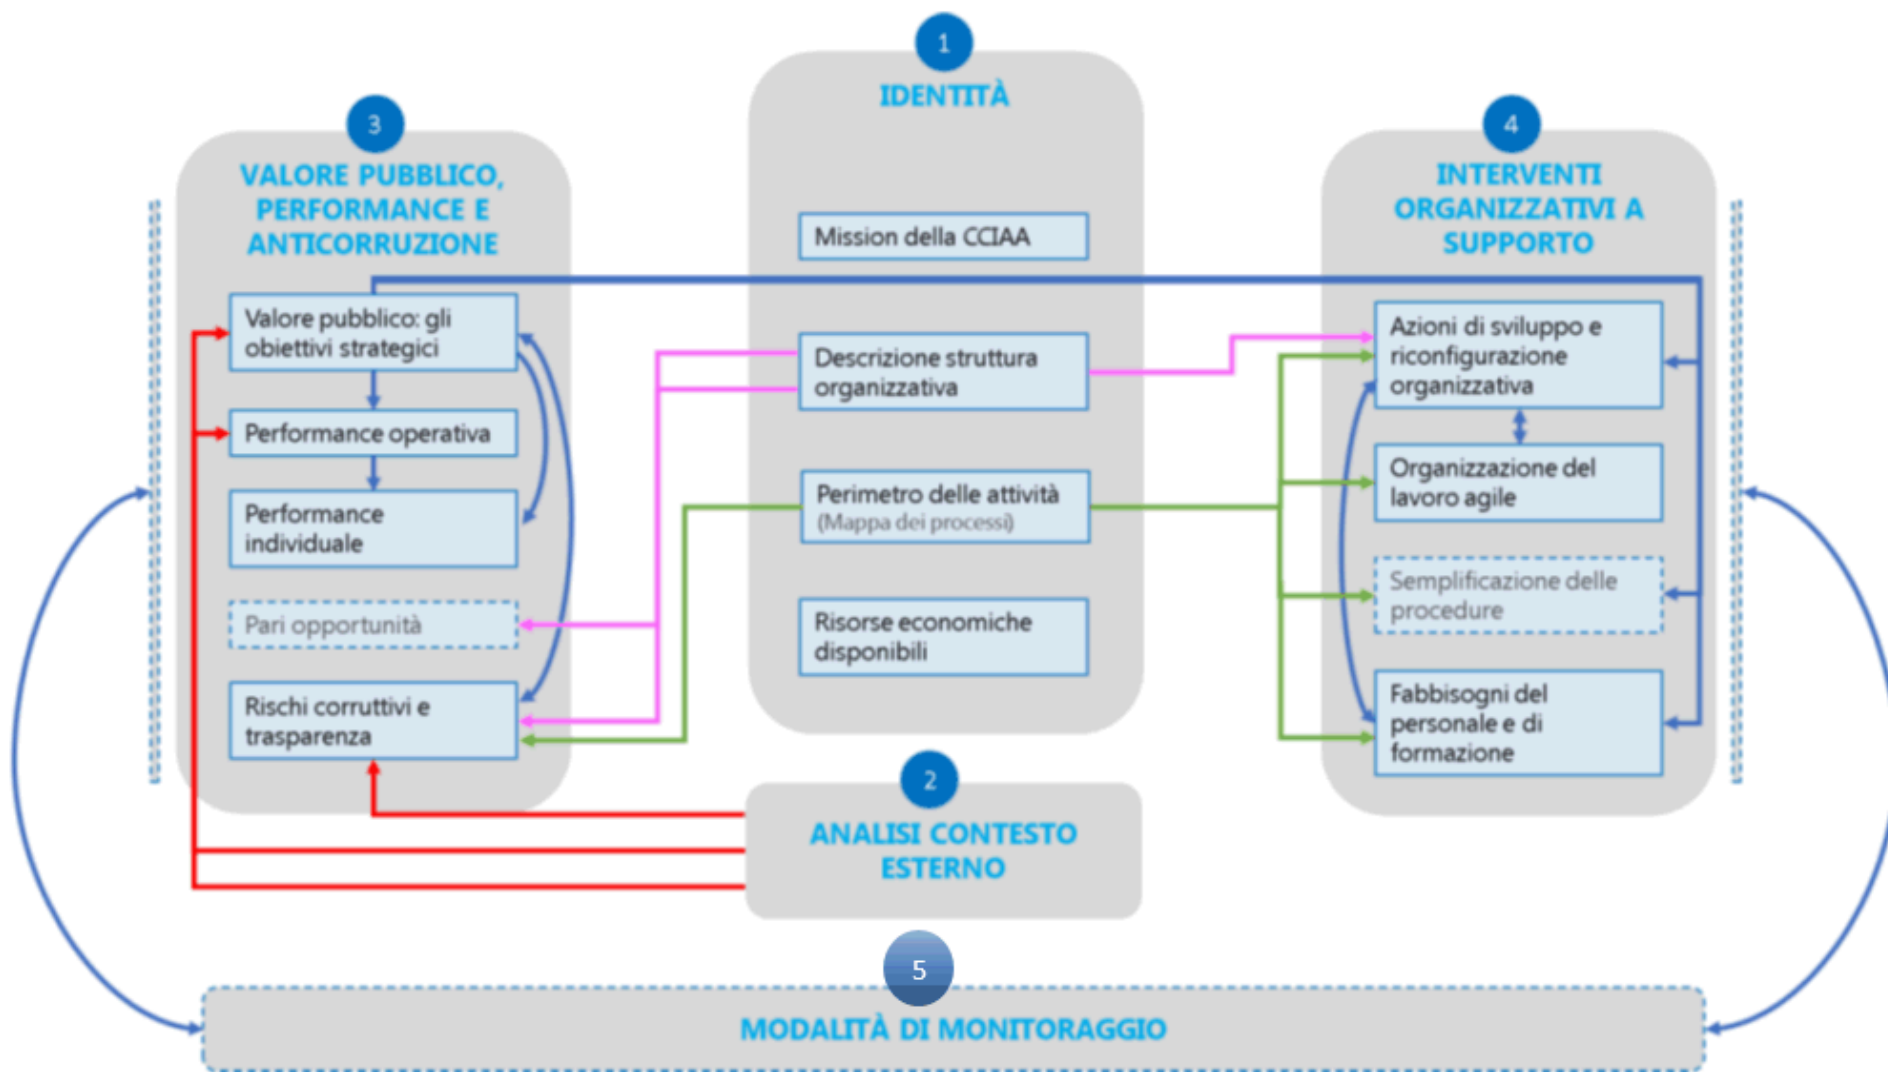 1
IDENTITÀ
Mission della CCIAA
Descrizione struttura
organizzativa
Perimetro delle attività
(Mappa dei processi)
Risorse economiche
disponibili
2
ANALISI CONTESTO
ESTERNO
3
VALORE PUBBLICO,
PERFORMANCE E
ANTICORRUZIONE
Valore pubblico: gli
obiettivi strategici
Performance operativa
Performance
individuale
Pari opportunità
Rischi corruttivi e
trasparenza
4
INTERVENTI
ORGANIZZATIVI A
SUPPORTO
Azioni di sviluppo e
riconfigurazione
organizzativa
Organizzazione del
lavoro agile
Semplificazione delle
procedure
Fabbisogni del
personale e di
formazione
5
MODALITÀ DI MONITORAGGIO